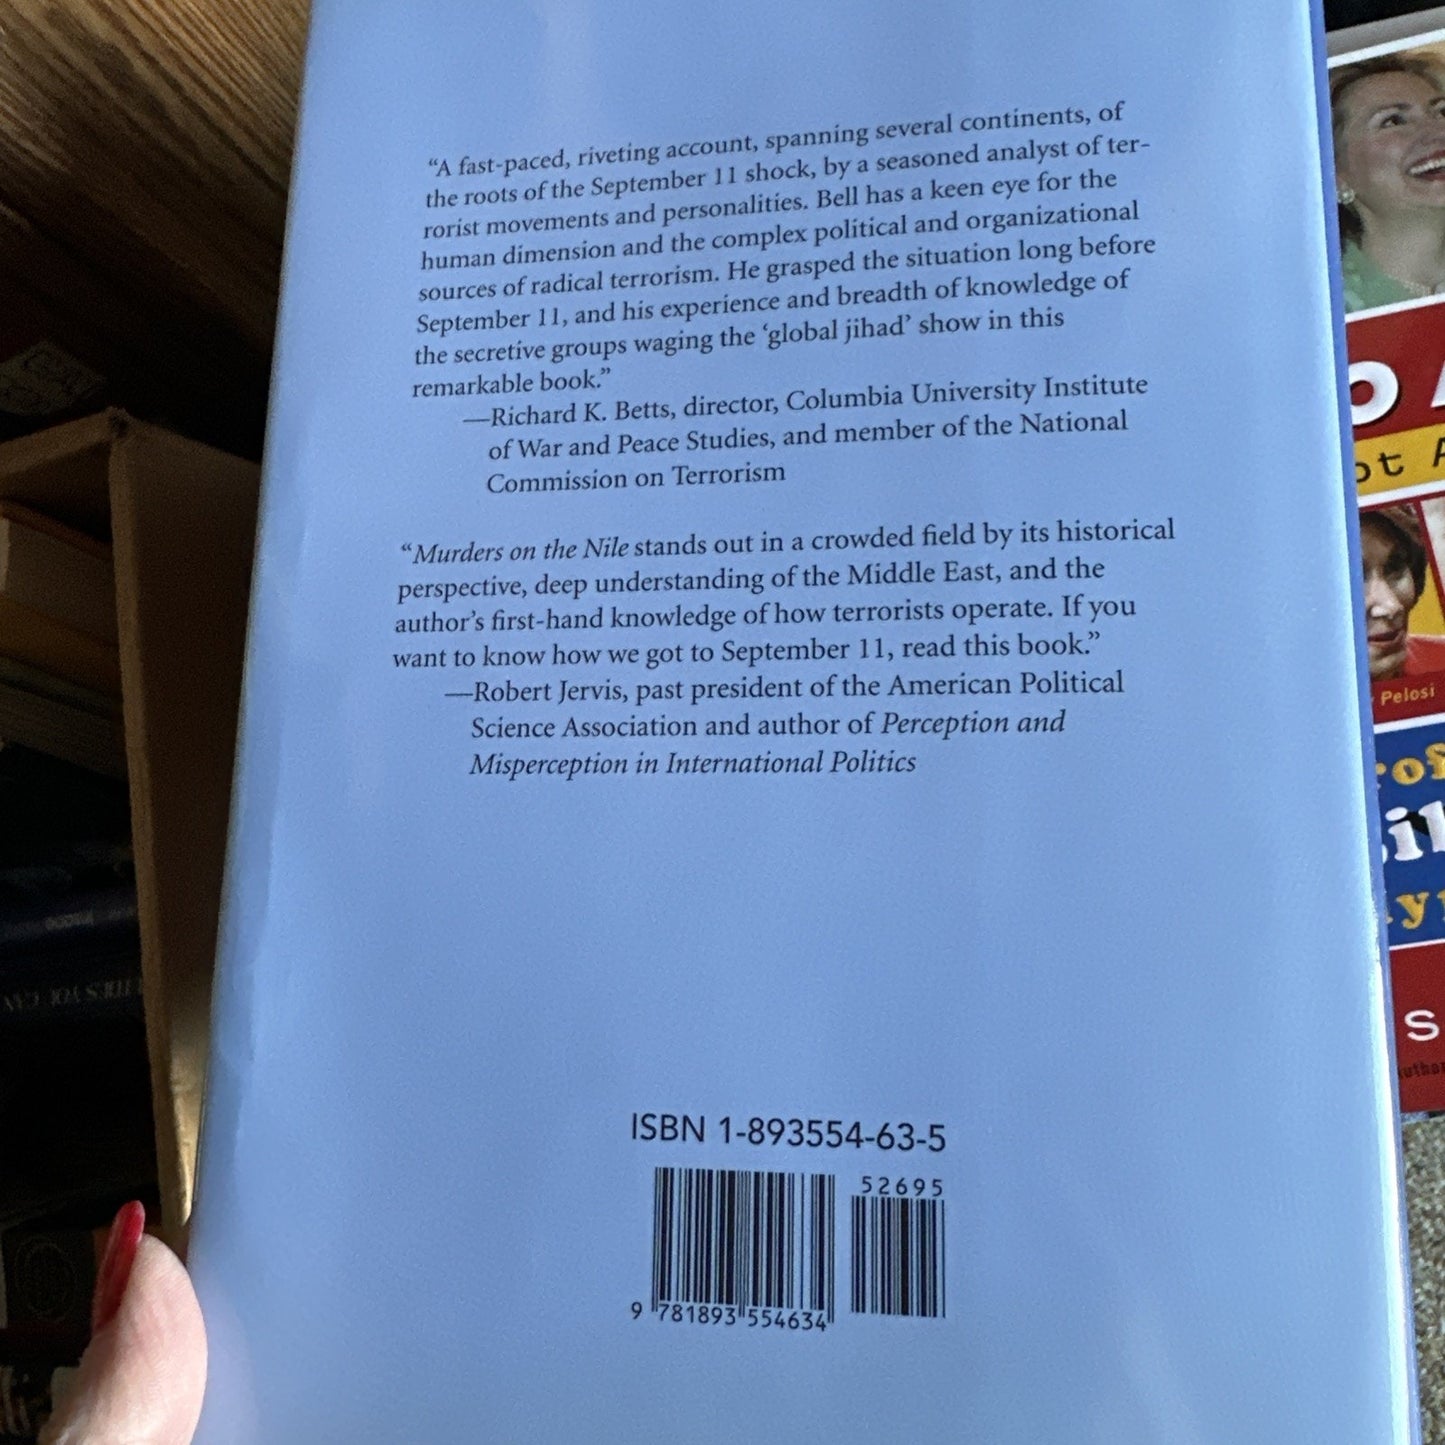 “A fast-paced, riveting account, spanning several continents, of
the roots of the September 11 shock, by a seasoned analyst of ter-
rorist movements and personalities. Bell has a keen eye for the
human dimension and the complex political and organizational
sources of radical terrorism. He grasped the situation long before
September 11, and his experience and breadth of knowledge of
the secretive groups waging the ‘global jihad’ show in this
remarkable book.”
—Richard K. Betts, director, Columbia University Institute
of War and Peace Studies, and member of the National
Commission on Terrorism
“Murders on the Nile stands out in a crowded field by its historical
perspective, deep understanding of the Middle East, and the
author’s first-hand knowledge of how terrorists operate. If you
want to know how we got to September 11, read this book.”
—Robert Jervis, past president of the American Political
Science Association and author of Perception and
Misperception in International Politics
ISBN 1-893554-63-5
52695
9 781893 554634
Pelosi